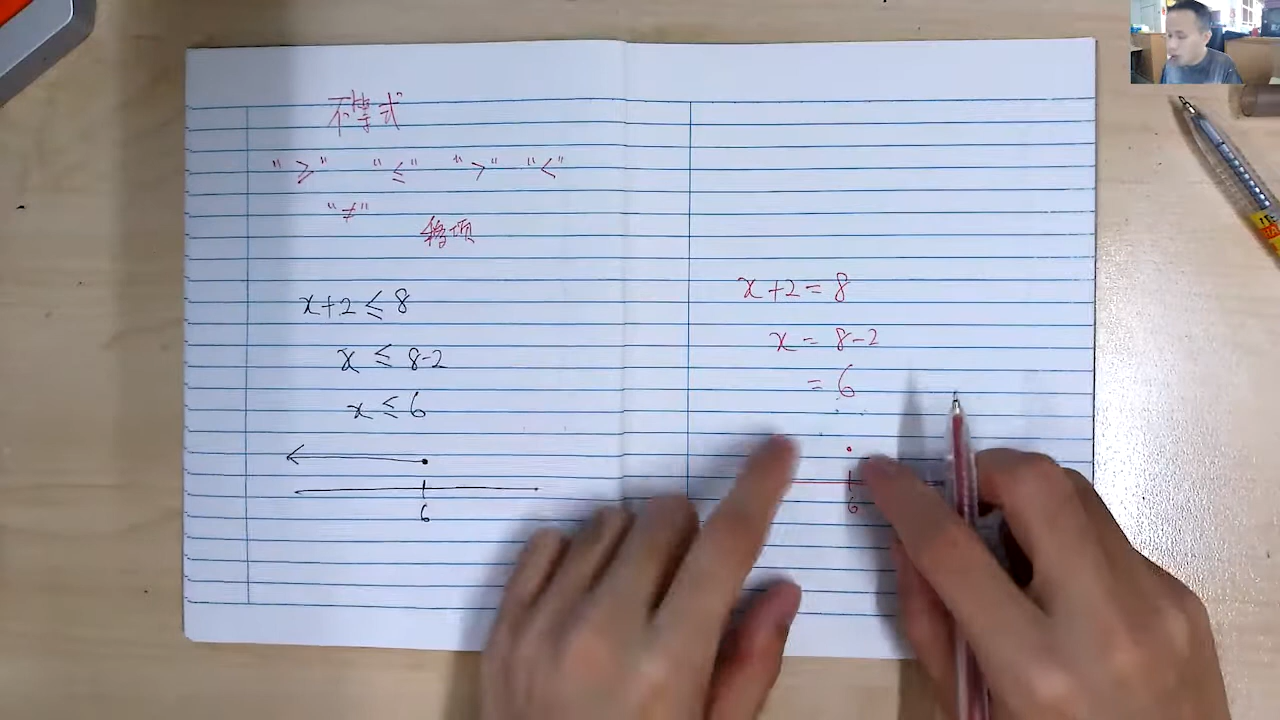 不等式
"≥" "≤" ">" "<"
"≠" 移项
x+2 ≤ 8
x ≤ 8-2
x ≤ 6
6
x+2=8
x = 8-2
= 6
6